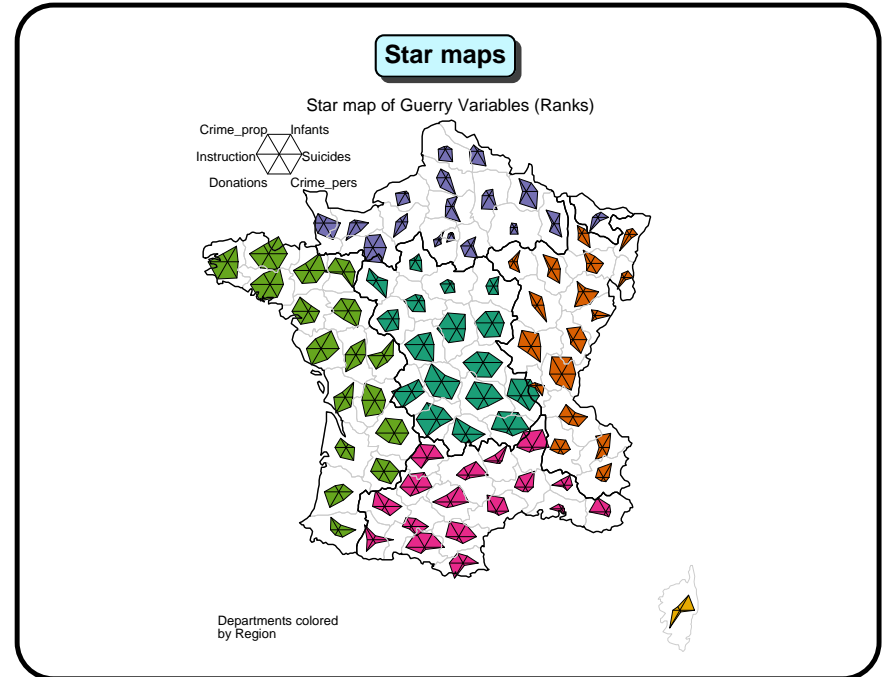 Star maps
Star map of Guerry Variables (Ranks)
Crime_prop Infants
Instruction Suicides
Donations Crime_pers
Departments colored
by Region